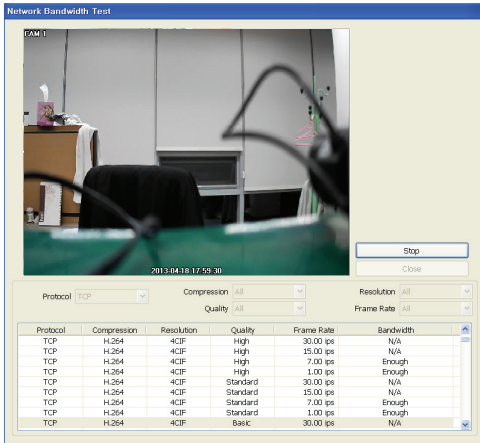 Network Bandwidth Test
CAM 1
2013-04-18 17:59:30
Stop
Close
Protocol TCP Compression All Resolution All
Quality All Frame Rate All
Protocol Compression Resolution Quality Frame Rate Bandwidth
TCP H.264 4CIF High 30.00 ips N/A
TCP H.264 4CIF High 15.00 ips N/A
TCP H.264 4CIF High 7.00 ips Enough
TCP H.264 4CIF High 1.00 ips Enough
TCP H.264 4CIF Standard 30.00 ips N/A
TCP H.264 4CIF Standard 15.00 ips N/A
TCP H.264 4CIF Standard 7.00 ips Enough
TCP H.264 4CIF Standard 1.00 ips Enough
TCP H.264 4CIF Basic 30.00 ips N/A